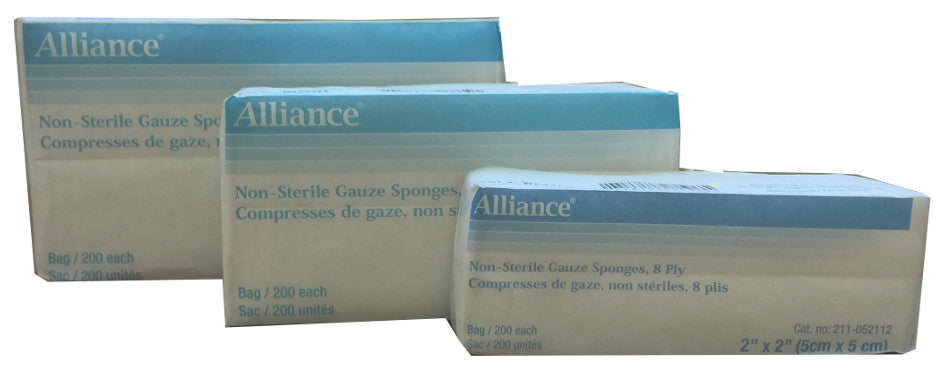 Alliance®
Non-Sterile Gauze
Compresses de gaze,
Bag / 200 each
Sac / 200 unités
Alliance®
Non-Sterile Gauze Sponges,
Compresses de gaze, non
Bag / 200 each
Sac / 200 unités
Alliance®
Non-Sterile Gauze Sponges, 8 Ply
Compresses de gaze, non stériles. 8 plis
Bag / 200 each
Sac / 200 unités
Cat. no: 211-052112
2" x 2" (5cm x 5 cm)